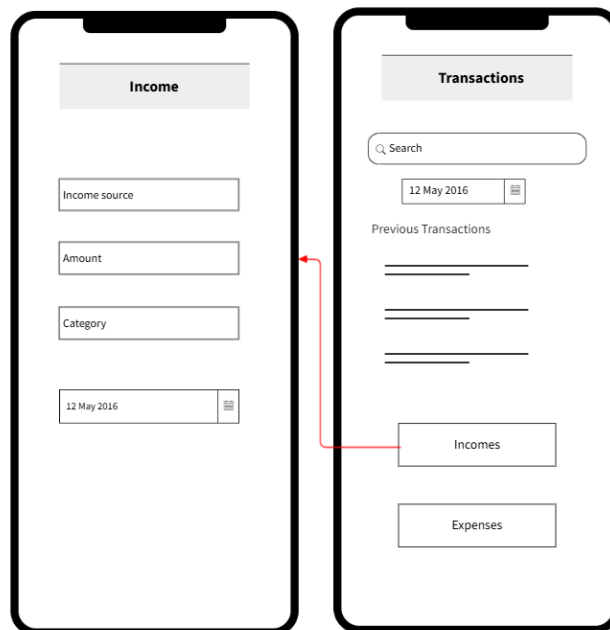 Income
Income source
Amount
Category
12 May 2016
Transactions
Search
12 May 2016
Previous Transactions
Incomes
Expenses